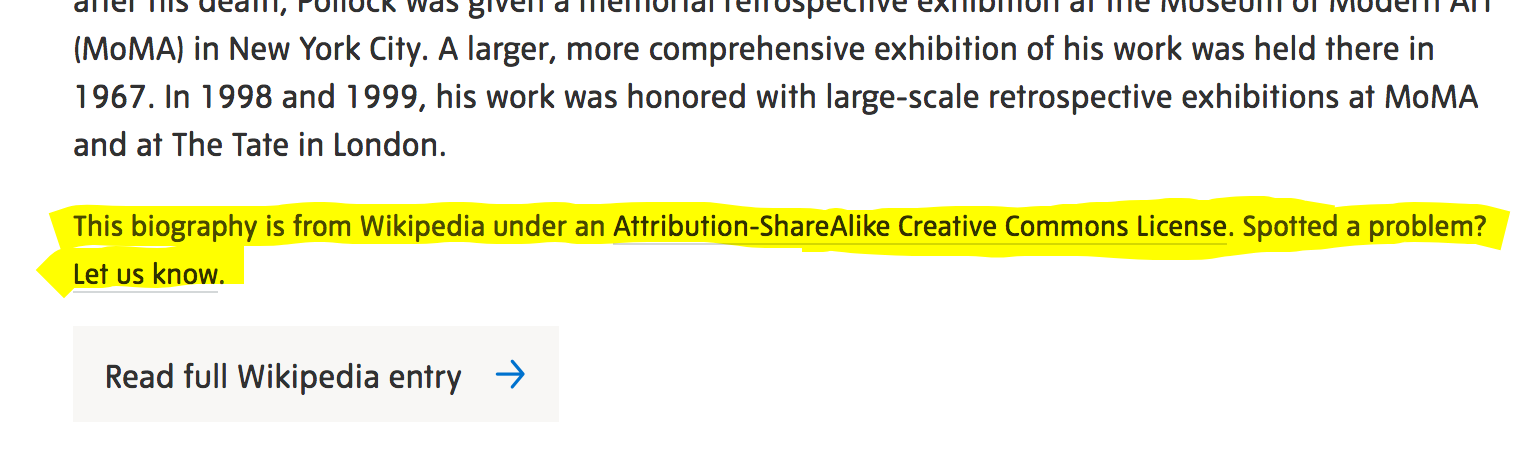 after his death, Pollock was given a memorial retrospective exhibition at the Museum of Modern Art
(MoMA) in New York City. A larger, more comprehensive exhibition of his work was held there in
1967. In 1998 and 1999, his work was honored with large-scale retrospective exhibitions at MoMA
and at The Tate in London.
This biography is from Wikipedia under an Attribution-ShareAlike Creative Commons License. Spotted a problem?
Let us know.
Read full Wikipedia entry →